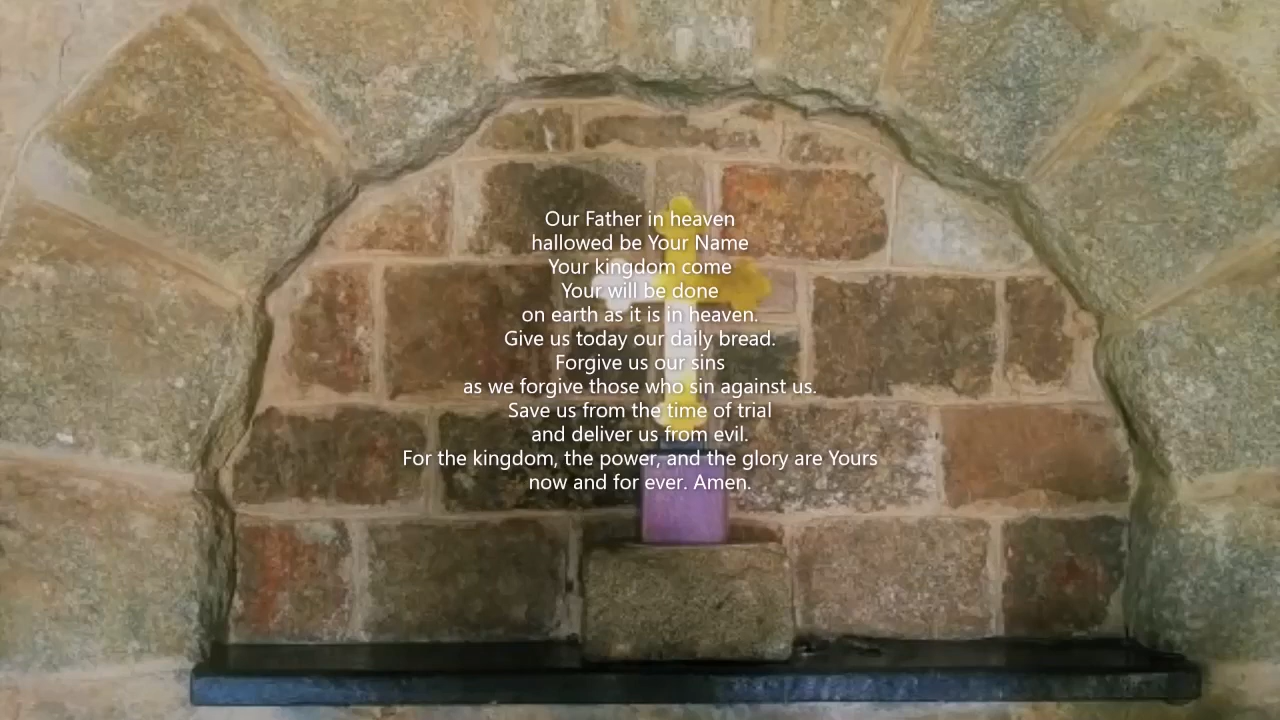 Our Father in heaven
hallowed be Your Name
Your kingdom come
Your will be done
on earth as it is in heaven.
Give us today our daily bread.
Forgive us our sins
as we forgive those who sin against us.
Save us from the time of trial
and deliver us from evil.
For the kingdom, the power, and the glory are Yours
now and for ever. Amen.